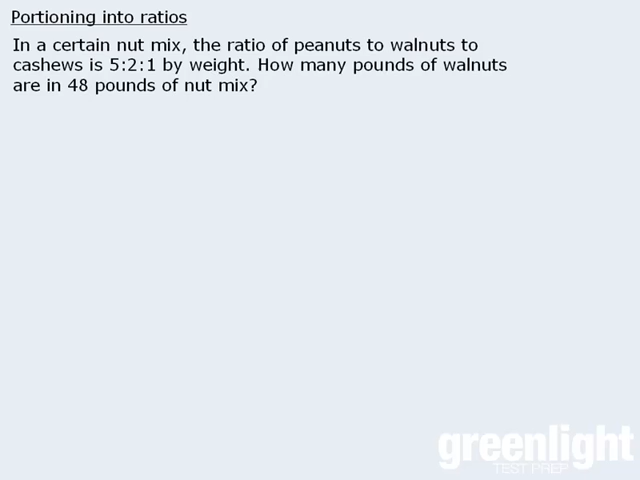 Portioning into ratios
In a certain nut mix, the ratio of peanuts to walnuts to
cashews is 5:2:1 by weight. How many pounds of walnuts
are in 48 pounds of nut mix?
greenlight
TEST PREP